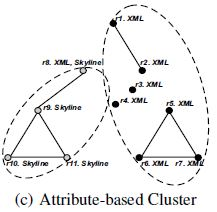 r1. XML
r8. XML, Skyline
r2. XML
r3. XML
r4. XML
r9. Skyline
r5. XML
r10. Skyline
r11. Skyline
r6. XML
r7. XML
(c) Attribute-based Cluster